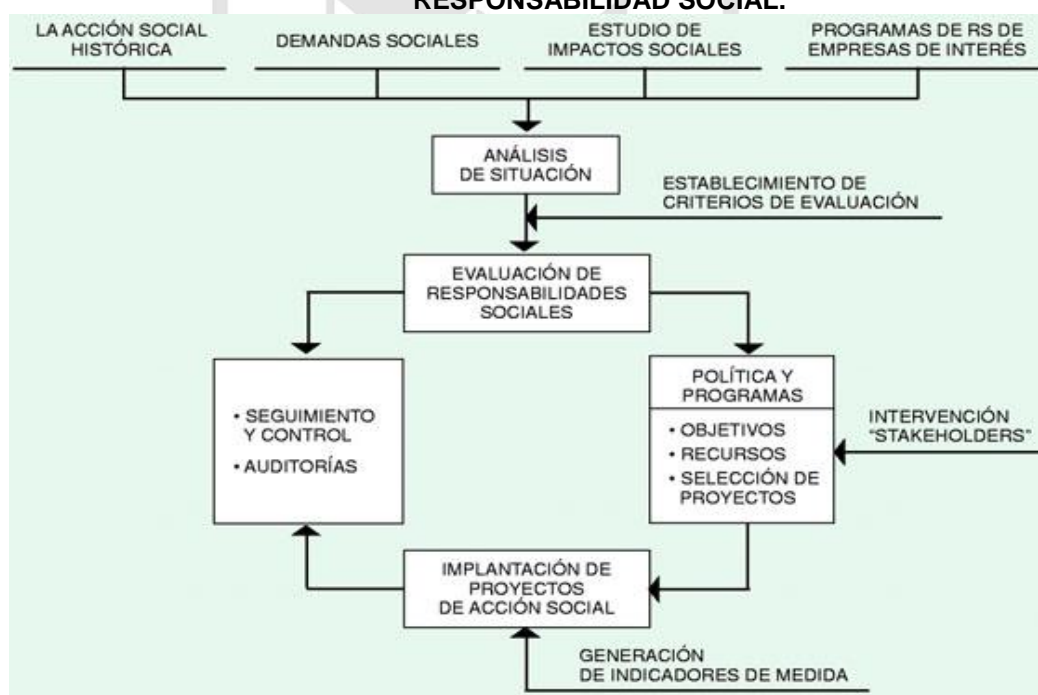 RESPONSABILIDAD SOCIAL.
LA ACCIÓN SOCIAL
HISTÓRICA
DEMANDAS SOCIALES
ESTUDIO DE
IMPACTOS SOCIALES
PROGRAMAS DE RS DE
EMPRESAS DE INTERÉS
ANÁLISIS
DE SITUACIÓN
ESTABLECIMIENTO DE
CRITERIOS DE EVALUACIÓN
EVALUACIÓN DE
RESPONSABILIDADES
SOCIALES
• SEGUIMIENTO
Y CONTROL
• AUDITORÍAS
POLÍTICA Y
PROGRAMAS
• OBJETIVOS
• RECURSOS
• SELECCIÓN DE
PROYECTOS
INTERVENCIÓN
"STAKEHOLDERS"
IMPLANTACIÓN DE
PROYECTOS
DE ACCIÓN SOCIAL
GENERACIÓN
DE INDICADORES DE MEDIDA